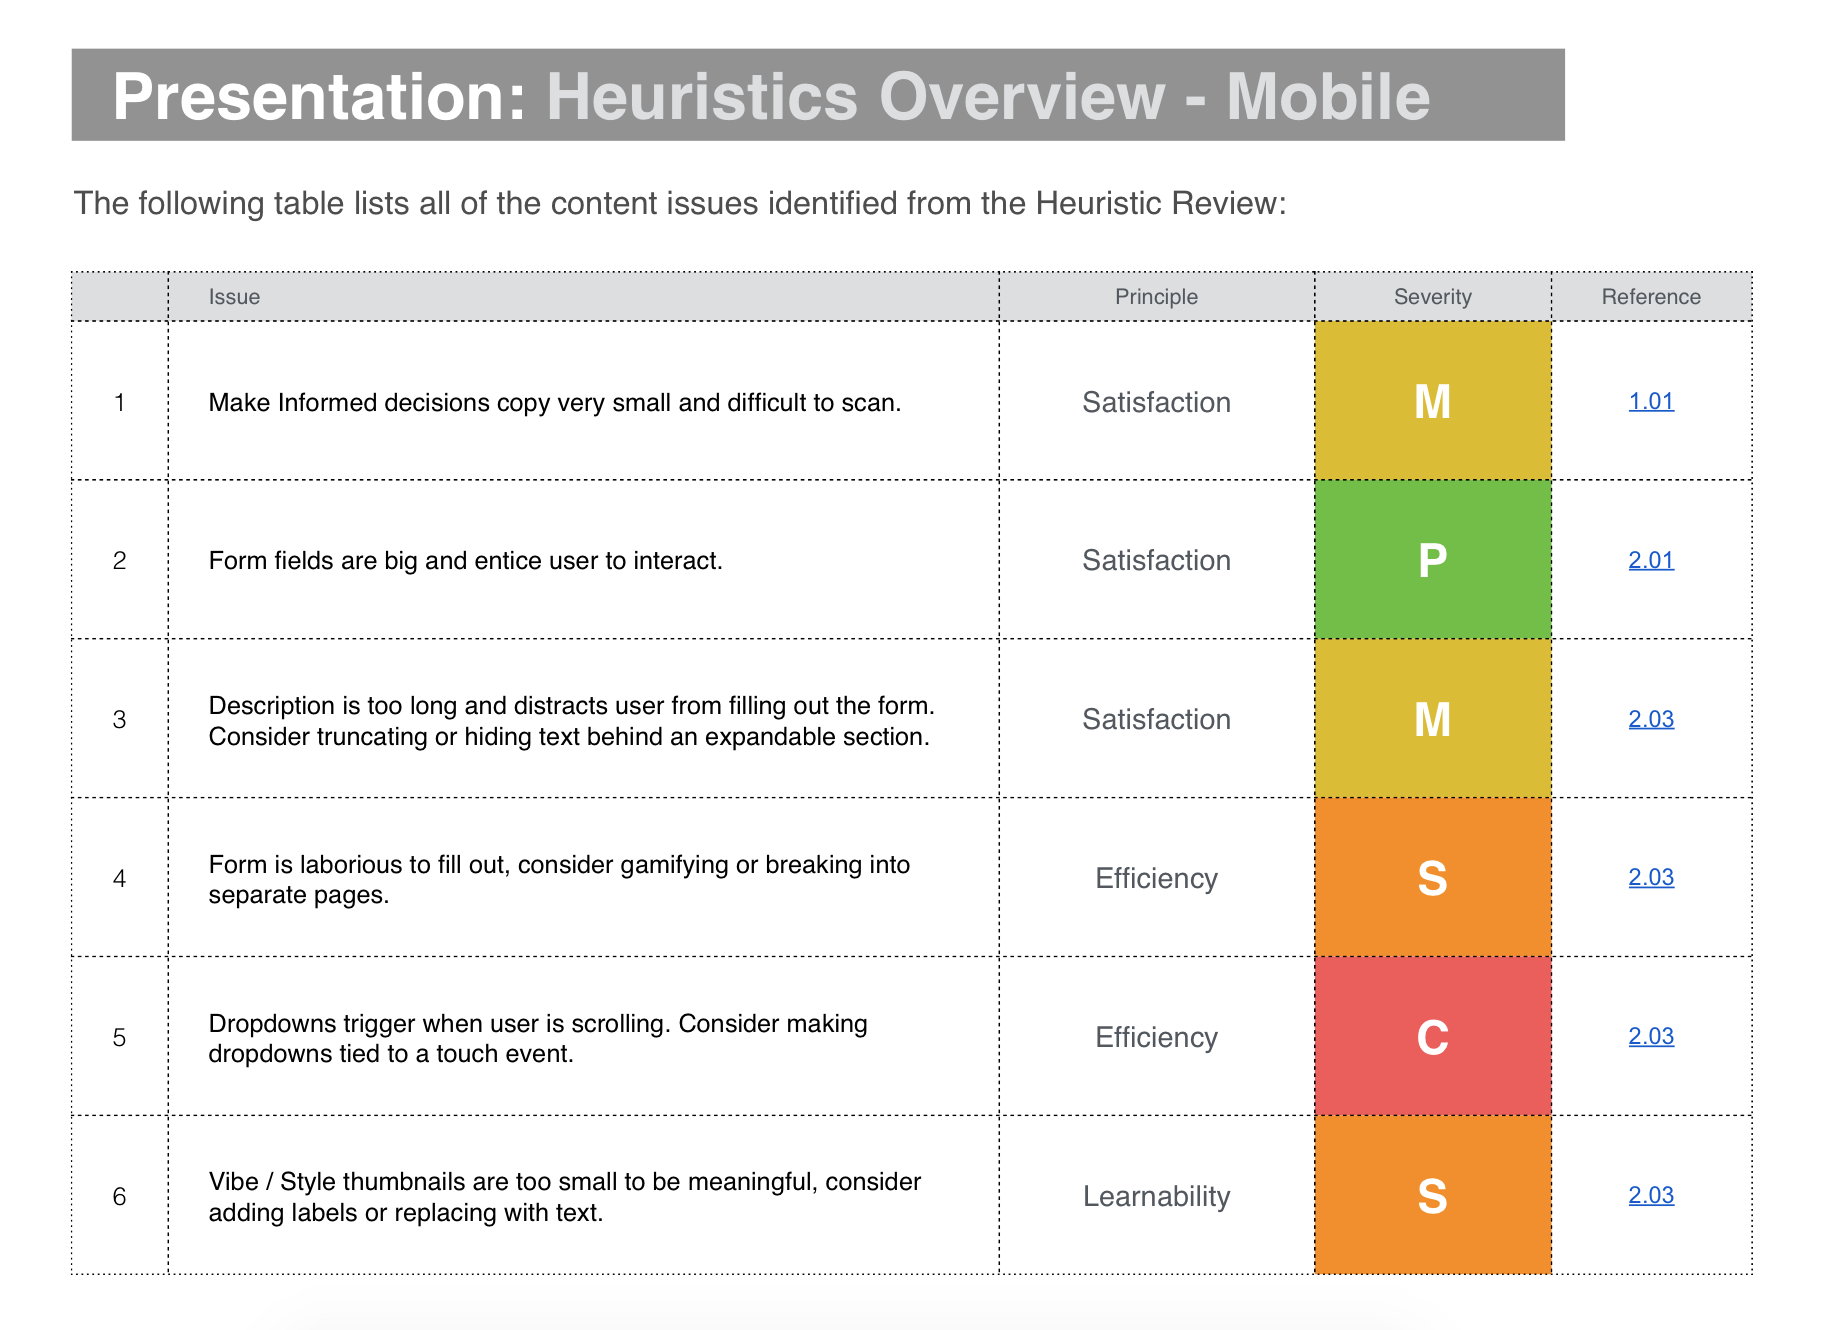 Presentation: Heuristics Overview - Mobile
The following table lists all of the content issues identified from the Heuristic Review:
Issue Principle Severity Reference
1 Make Informed decisions copy very small and difficult to scan. Satisfaction M 1.01
2 Form fields are big and entice user to interact. Satisfaction P 2.01
3 Description is too long and distracts user from filling out the form.
Consider truncating or hiding text behind an expandable section. Satisfaction M 2.03
4 Form is laborious to fill out, consider gamifying or breaking into
separate pages. Efficiency S 2.03
5 Dropdowns trigger when user is scrolling. Consider making
dropdowns tied to a touch event. Efficiency C 2.03
6 Vibe / Style thumbnails are too small to be meaningful, consider
adding labels or replacing with text. Learnability S 2.03